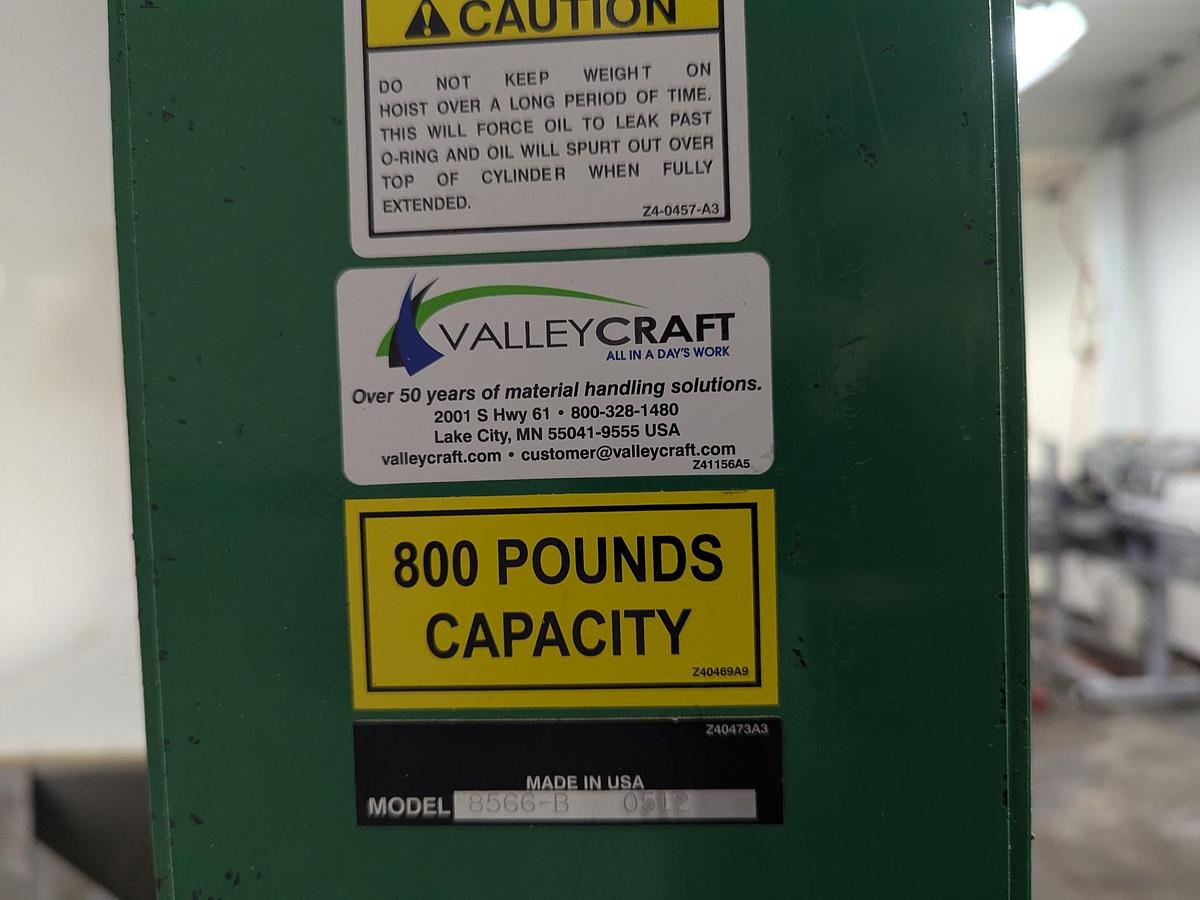 CAUTION
DO NOT KEEP WEIGHT ON
HOIST OVER A LONG PERIOD OF TIME.
THIS WILL FORCE OIL TO LEAK PAST
O-RING AND OIL WILL SPURT OUT OVER
TOP OF CYLINDER WHEN FULLY
EXTENDED.
Z4-0457-A3
VALLEYCRAFT
ALL IN A DAY'S WORK
Over 50 years of material handling solutions.
2001 S Hwy 61 • 800-328-1480
Lake City, MN 55041-9555 USA
valleycraft.com • customer@valleycraft.com
Z41156A5
800 POUNDS
CAPACITY
Z40469A9
Z40473A3
MADE IN USA
MODEL 8566-B 0512